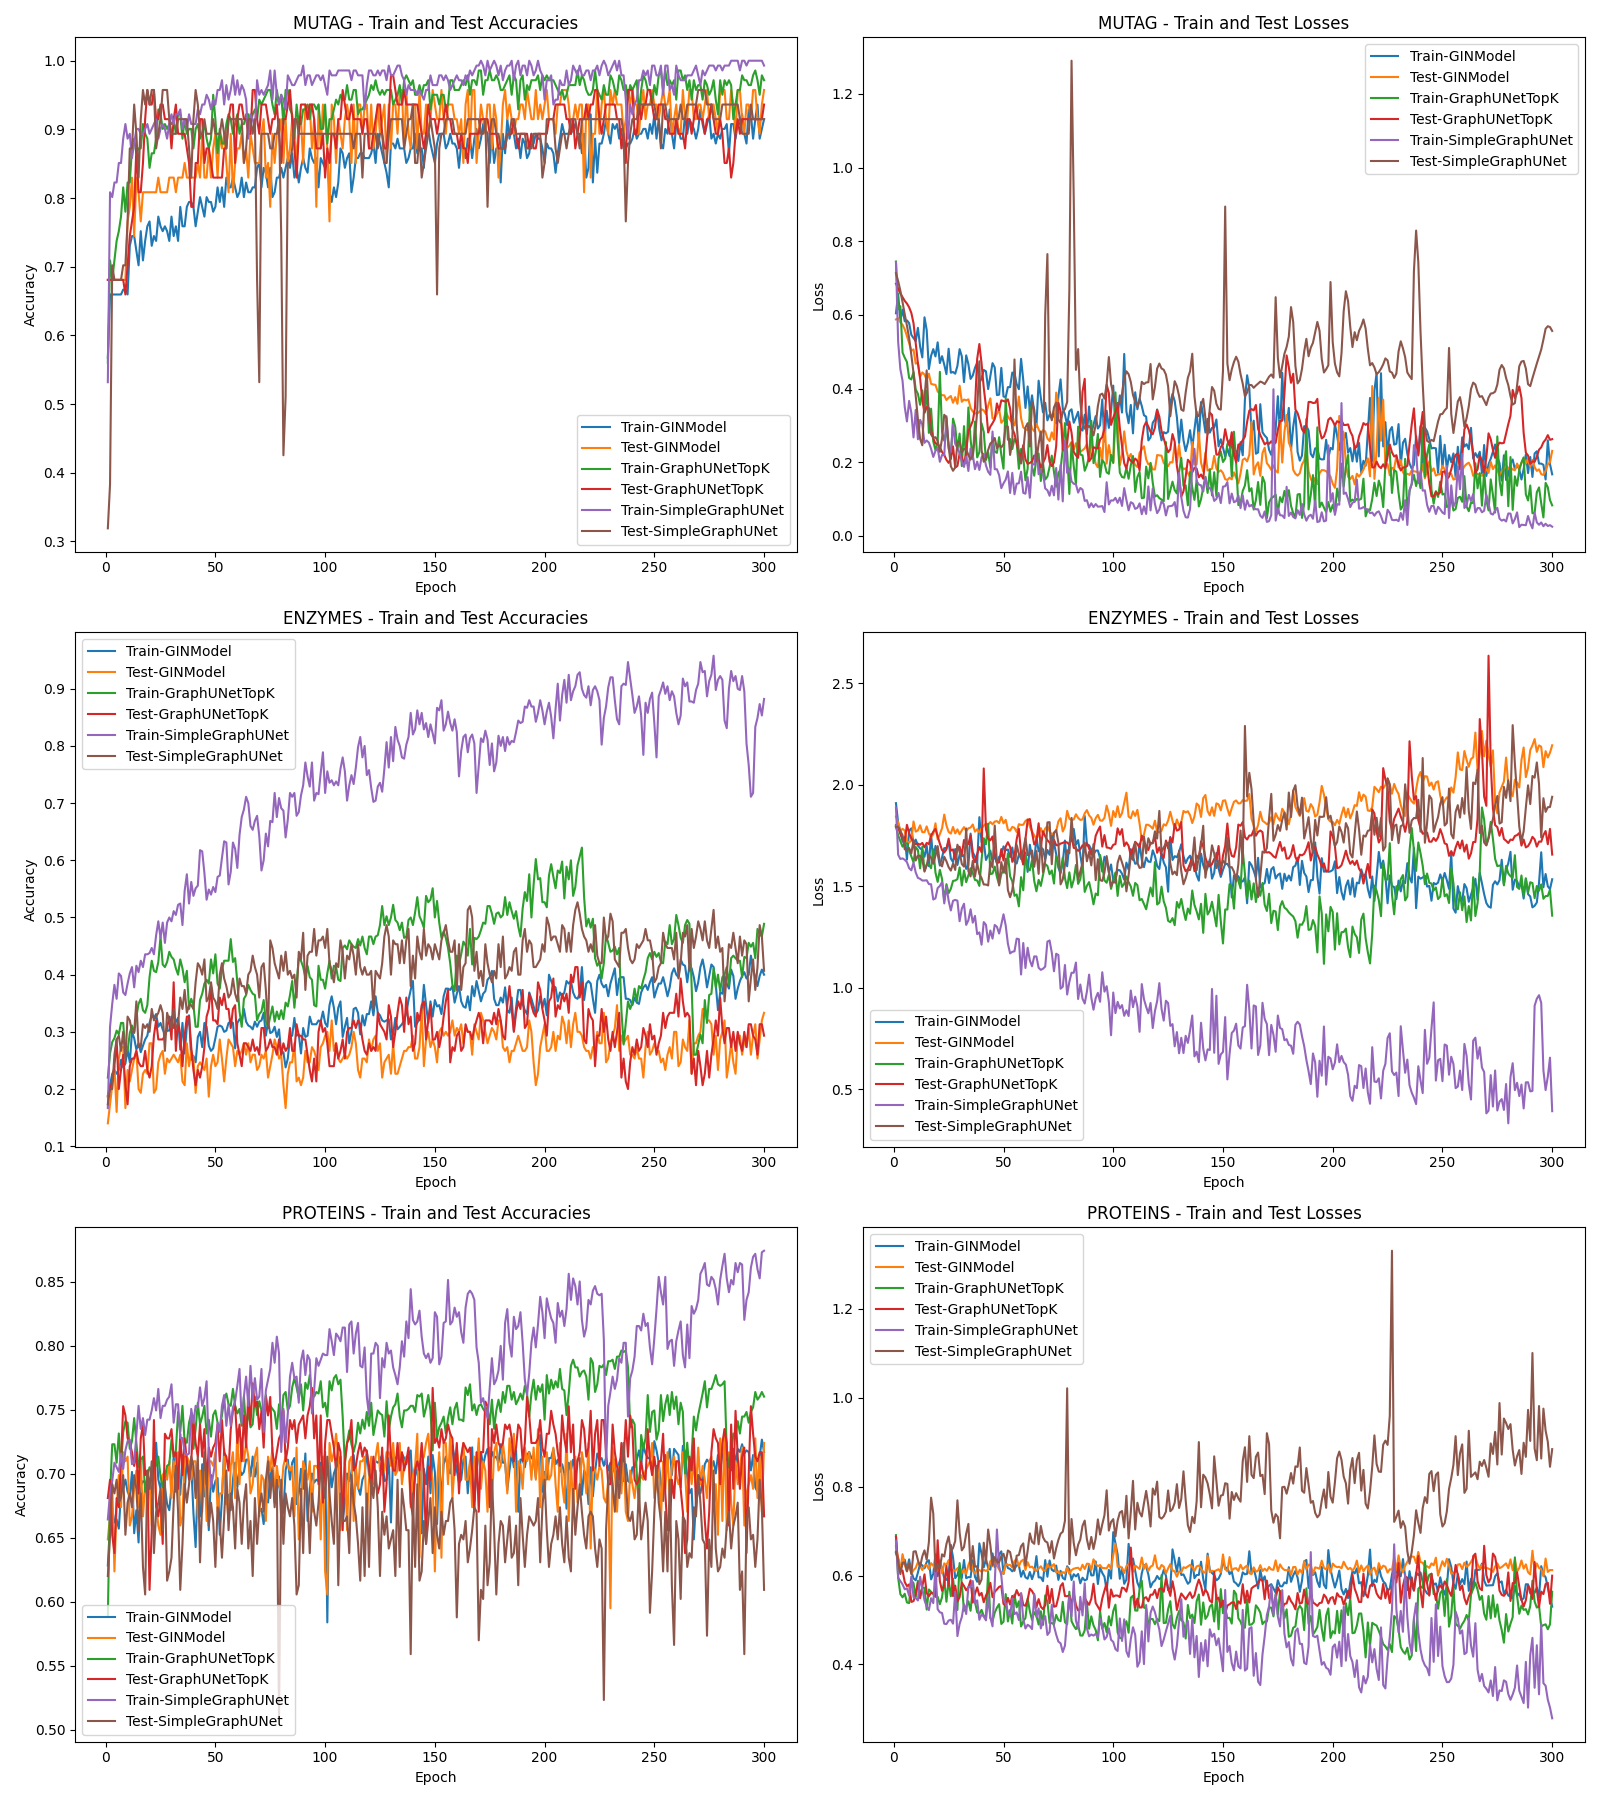 MUTAG - Train and Test Accuracies
Accuracy
1.0
0.9
0.8
0.7
0.6
0.5
0.4
0.3
Train-GINModel
Test-GINModel
Train-GraphUNetTopK
Test-GraphUNetTopK
Train-SimpleGraphUNet
Test-SimpleGraphUNet
0 50 100 150 200 250 300
Epoch
MUTAG - Train and Test Losses
Loss
1.2
1.0
0.8
0.6
0.4
0.2
0.0
Train-GINModel
Test-GINModel
Train-GraphUNetTopK
Test-GraphUNetTopK
Train-SimpleGraphUNet
Test-SimpleGraphUNet
0 50 100 150 200 250 300
Epoch
ENZYMES - Train and Test Accuracies
Accuracy
0.9
0.8
0.7
0.6
0.5
0.4
0.3
0.2
0.1
Train-GINModel
Test-GINModel
Train-GraphUNetTopK
Test-GraphUNetTopK
Train-SimpleGraphUNet
Test-SimpleGraphUNet
0 50 100 150 200 250 300
Epoch
ENZYMES - Train and Test Losses
Loss
2.5
2.0
1.5
1.0
0.5
Train-GINModel
Test-GINModel
Train-GraphUNetTopK
Test-GraphUNetTopK
Train-SimpleGraphUNet
Test-SimpleGraphUNet
0 50 100 150 200 250 300
Epoch
PROTEINS - Train and Test Accuracies
Accuracy
0.85
0.80
0.75
0.70
0.65
0.60
0.55
0.50
Train-GINModel
Test-GINModel
Train-GraphUNetTopK
Test-GraphUNetTopK
Train-SimpleGraphUNet
Test-SimpleGraphUNet
0 50 100 150 200 250 300
Epoch
PROTEINS - Train and Test Losses
Loss
1.2
1.0
0.8
0.6
0.4
Train-GINModel
Test-GINModel
Train-GraphUNetTopK
Test-GraphUNetTopK
Train-SimpleGraphUNet
Test-SimpleGraphUNet
0 50 100 150 200 250 300
Epoch